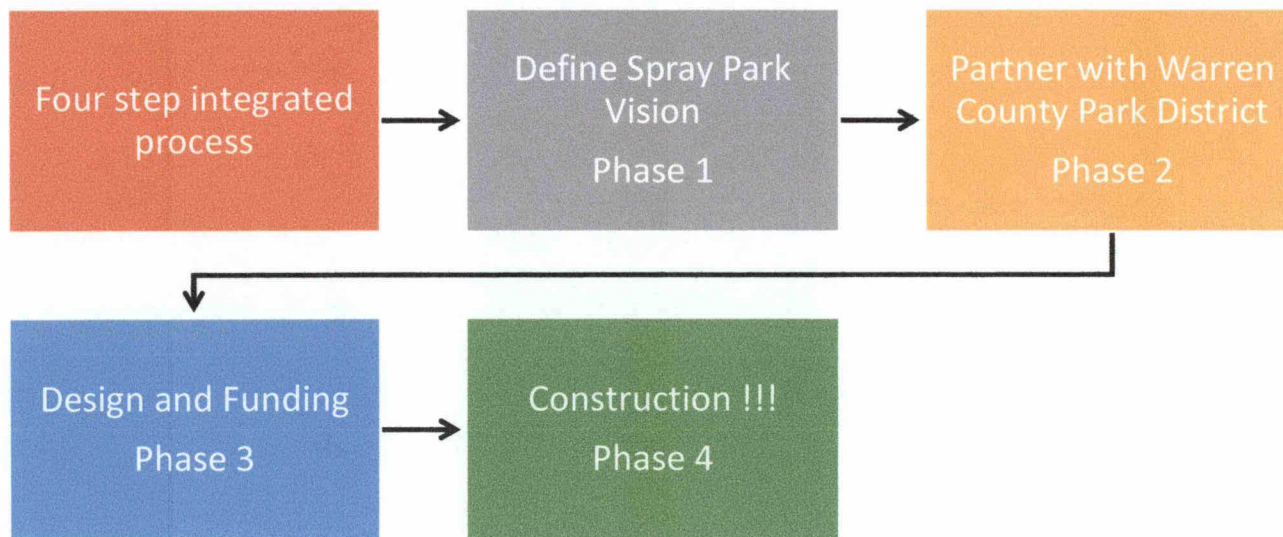 Four step integrated
process
Define Spray Park
Vision
Phase 1
Partner with Warren
County Park District
Phase 2
Design and Funding
Phase 3
Construction !!!
Phase 4